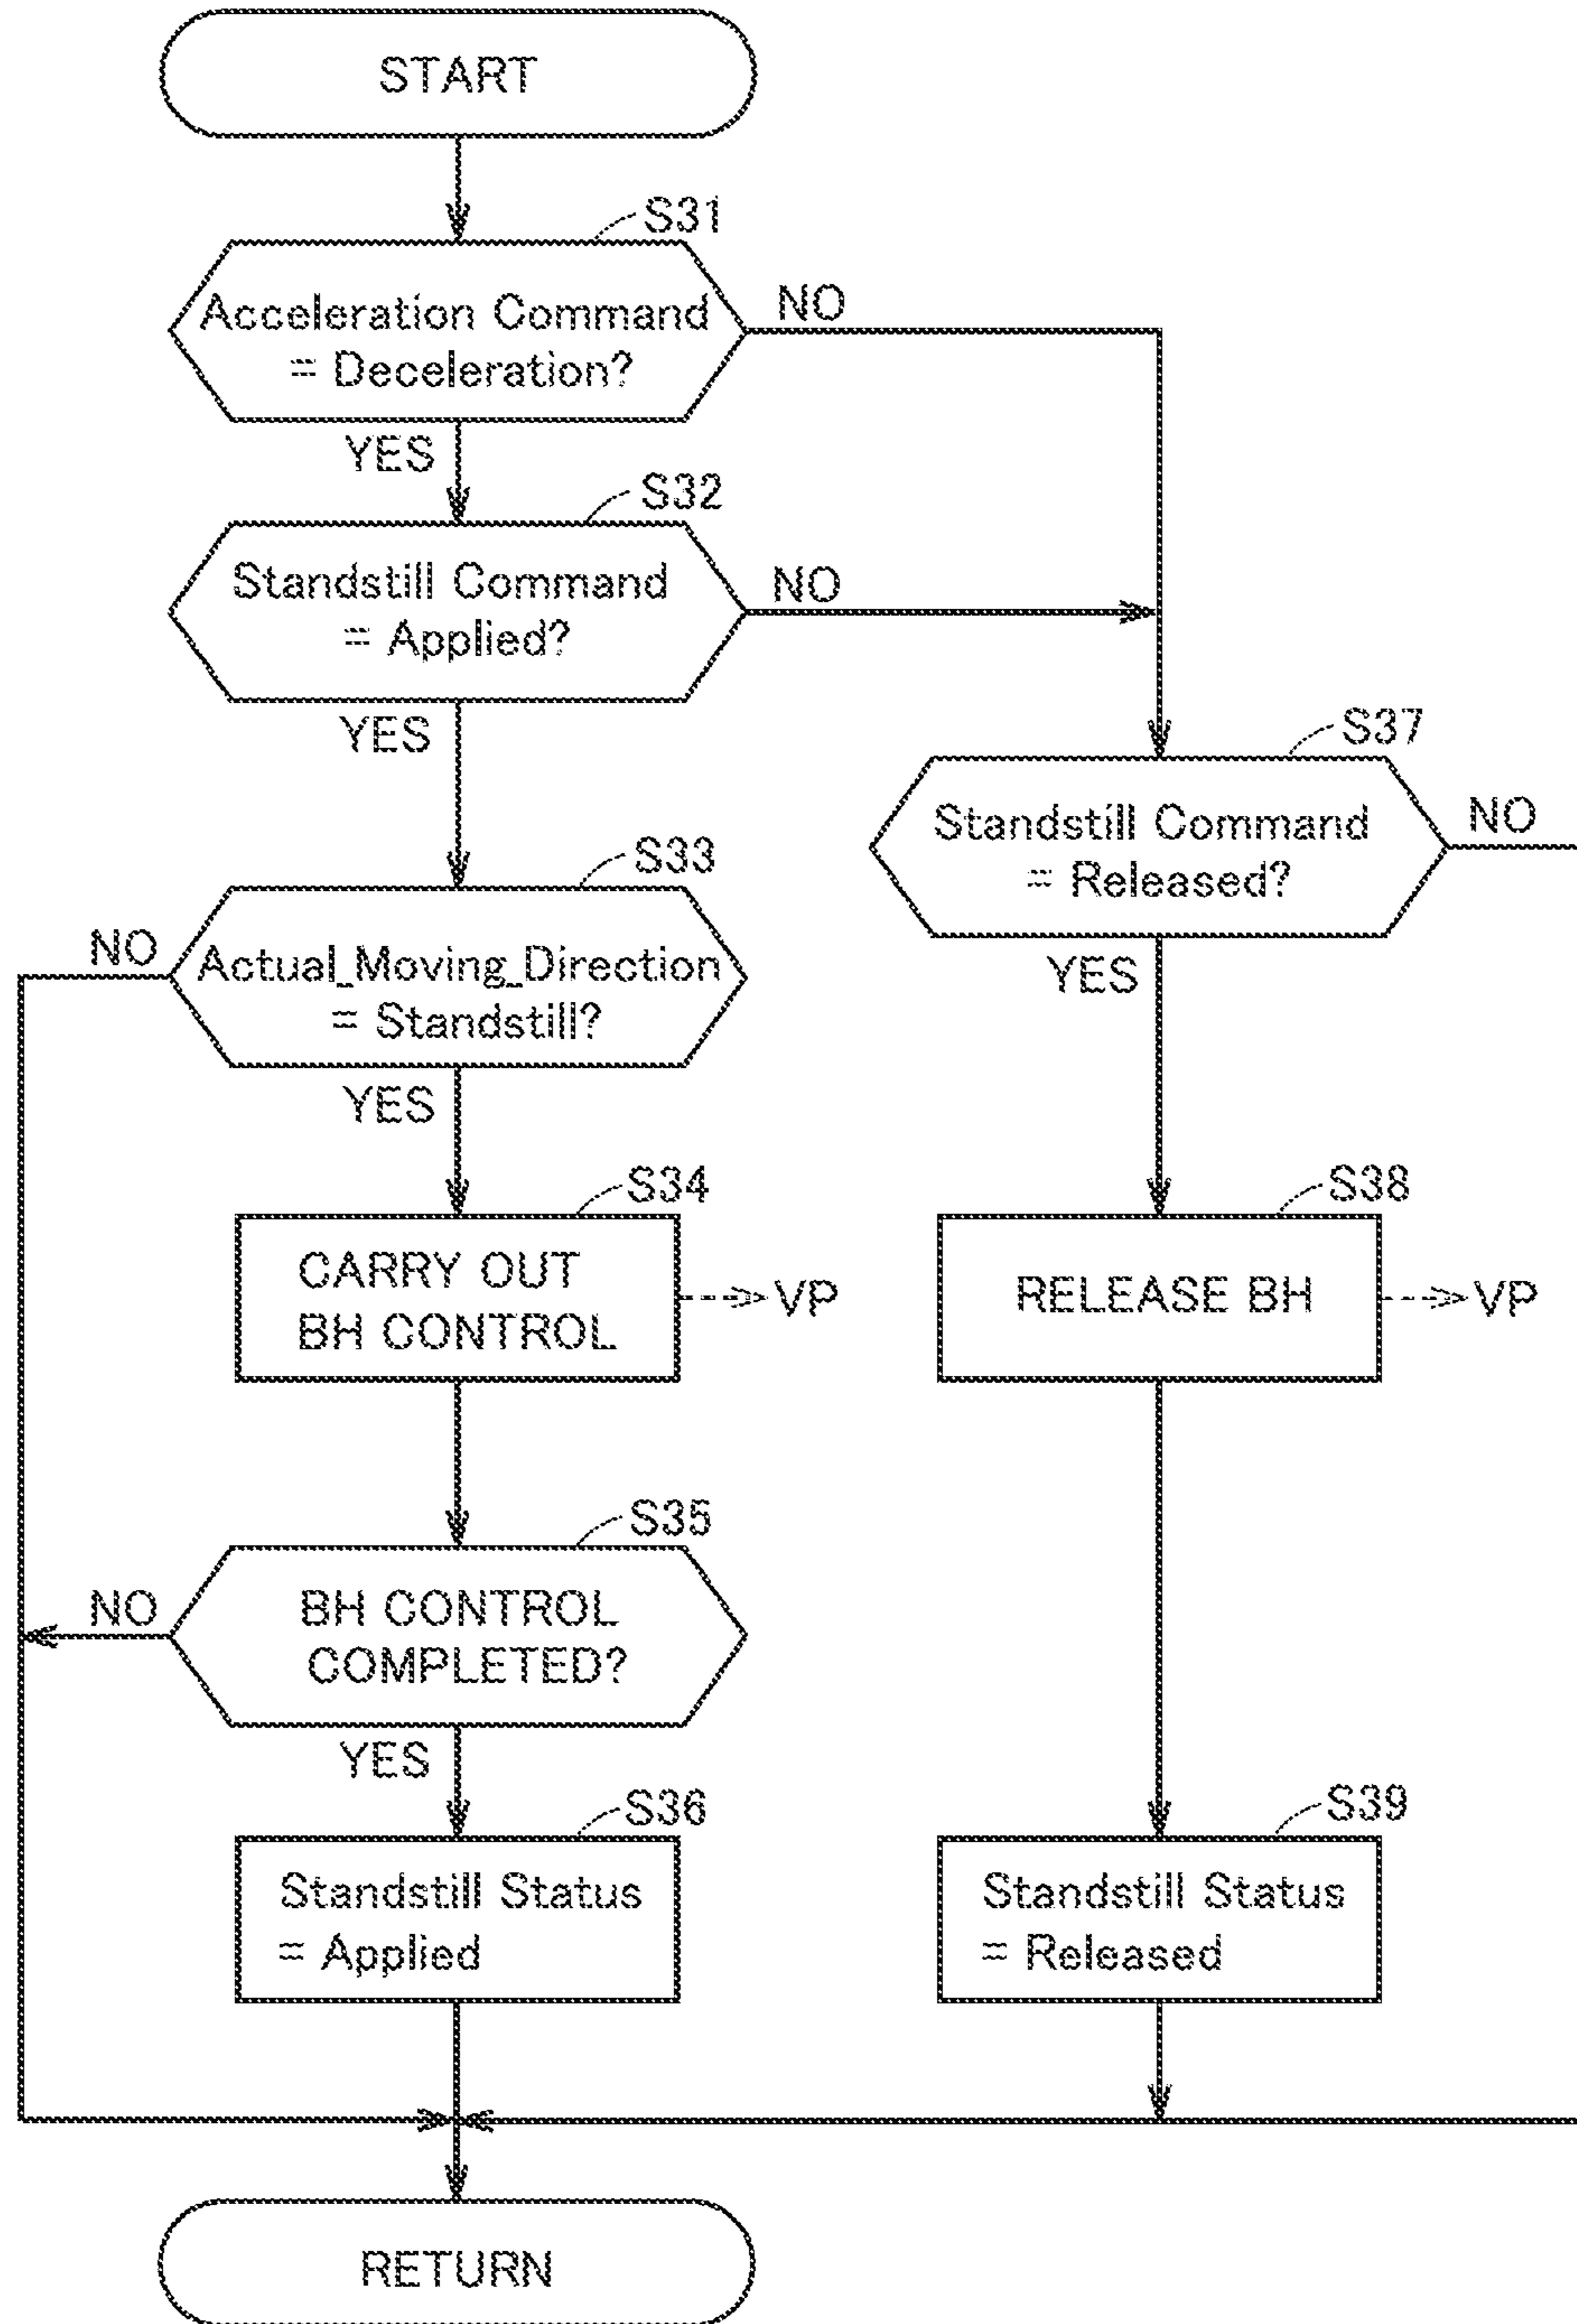 START
S31
Acceleration Command
= Deceleration?
NO
YES
S32
Standstill Command
= Applied?
NO
YES
S37
Standstill Command
= Released?
NO
YES
S33
Actual_Moving_Direction
= Standstill?
NO
YES
S34
CARRY OUT
BH CONTROL
VP
S38
RELEASE BH
VP
S35
BH CONTROL
COMPLETED?
NO
YES
S36
Standstill Status
= Applied
S39
Standstill Status
= Released
RETURN